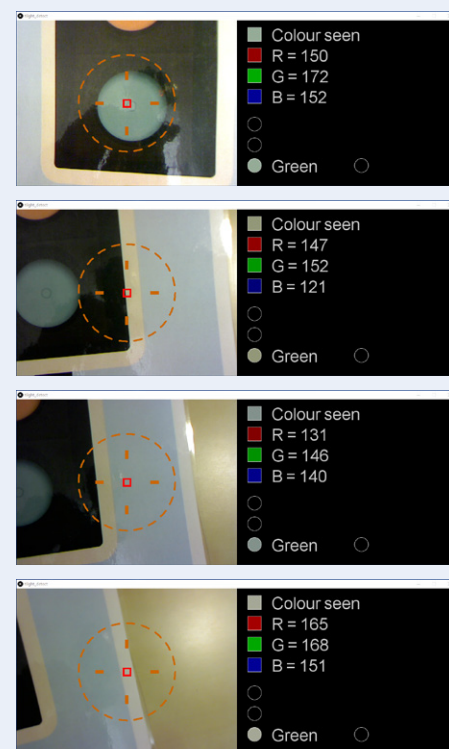 Colour seen
R = 150
G = 172
B = 152
Green
Colour seen
R = 147
G = 152
B = 121
Green
Colour seen
R = 131
G = 146
B = 140
Green
Colour seen
R = 165
G = 168
B = 151
Green